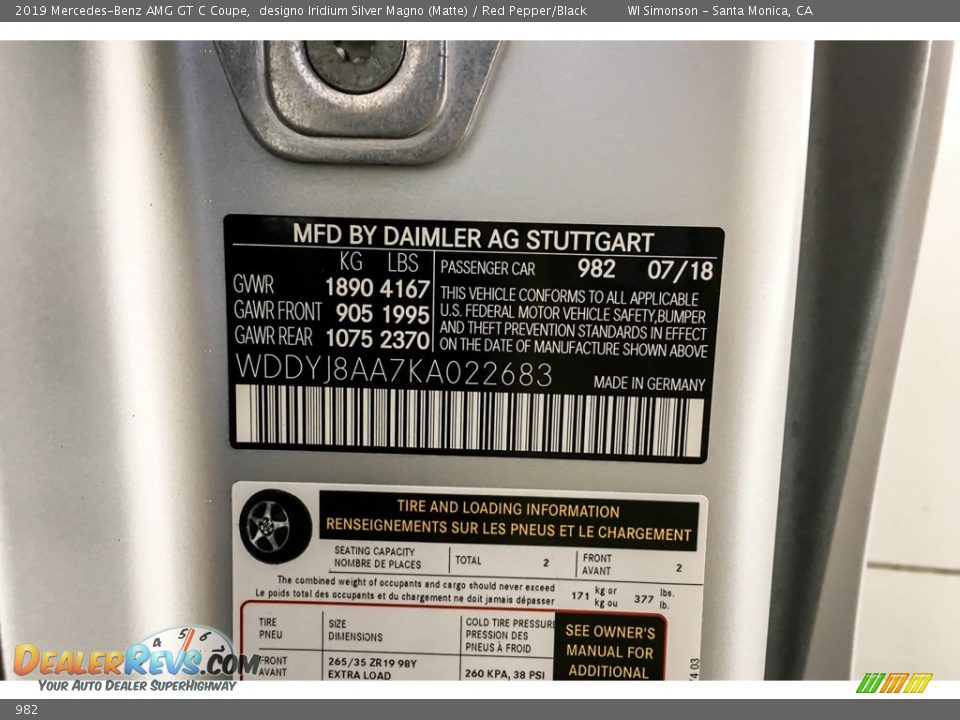 2019 Mercedes-Benz AMG GT C Coupe,  designo Iridium Silver Magno (Matte) / Red Pepper/Black    WI Simonson - Santa Monica, CA
MFD BY DAIMLER AG STUTTGART
KG LBS
GVWR 1890 4167
GAWR FRONT 905 1995
GAWR REAR 1075 2370
PASSENGER CAR 982 07/18
THIS VEHICLE CONFORMS TO ALL APPLICABLE
U.S. FEDERAL MOTOR VEHICLE SAFETY,BUMPER
AND THEFT PREVENTION STANDARDS IN EFFECT
ON THE DATE OF MANUFACTURE SHOWN ABOVE
WDDYJ8AA7KA022683
MADE IN GERMANY
TIRE AND LOADING INFORMATION
RENSEIGNEMENTS SUR LES PNEUS ET LE CHARGEMENT
SEATING CAPACITY
NOMBRE DE PLACES
TOTAL 2
FRONT
AVANT
2
The combined weight of occupants and cargo should never exceed
Le poids total des occupants et du chargement ne doit jamais dépasser
171 kg or
kg ou
377 lbs.
lb.
TIRE
PNEU
SIZE
DIMENSIONS
COLD TIRE PRESSURE
PRESSION DES
PNEUS À FROID
SEE OWNER'S
MANUAL FOR
ADDITIONAL
FRONT
AVANT
265/35 ZR19 98Y
EXTRA LOAD
260 KPA, 38 PSI
4 5 6
DEALERREVS.COM
YOUR AUTO DEALER SUPERHIGHWAY
982